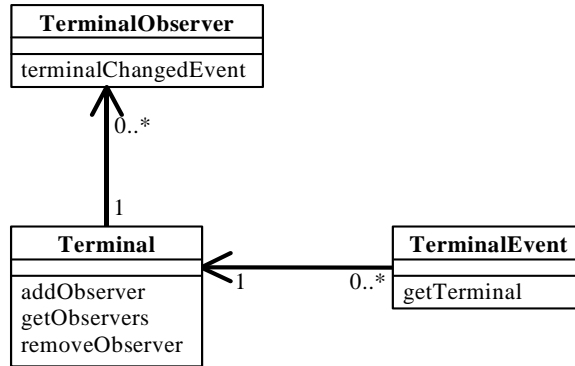 TerminalObserver
terminalChangedEvent
0..*
1
Terminal
addObserver
getObservers
removeObserver
1
0..*
TerminalEvent
getTerminal